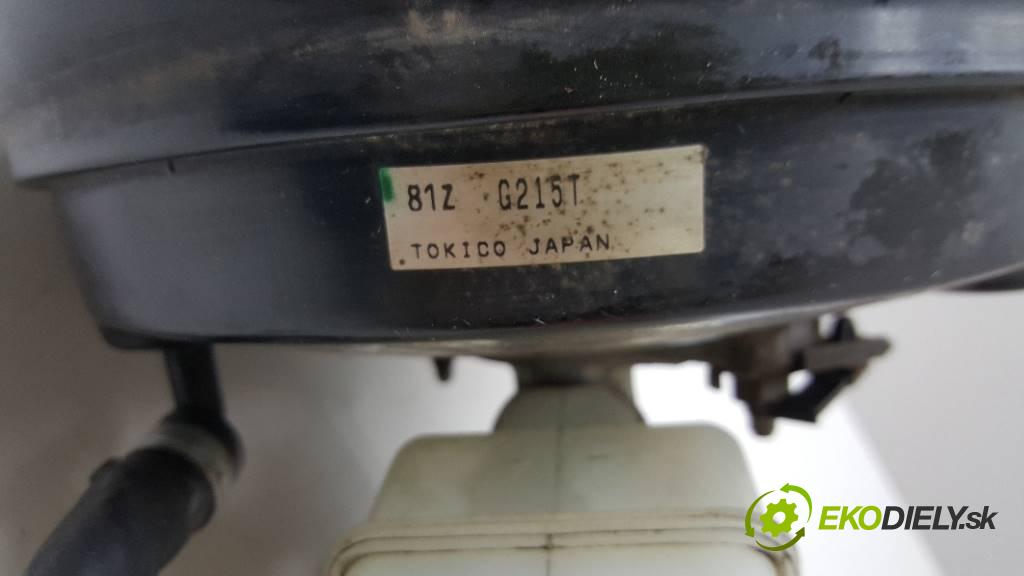 81Z G215T
TOKICO JAPAN
EKODIELY.sk